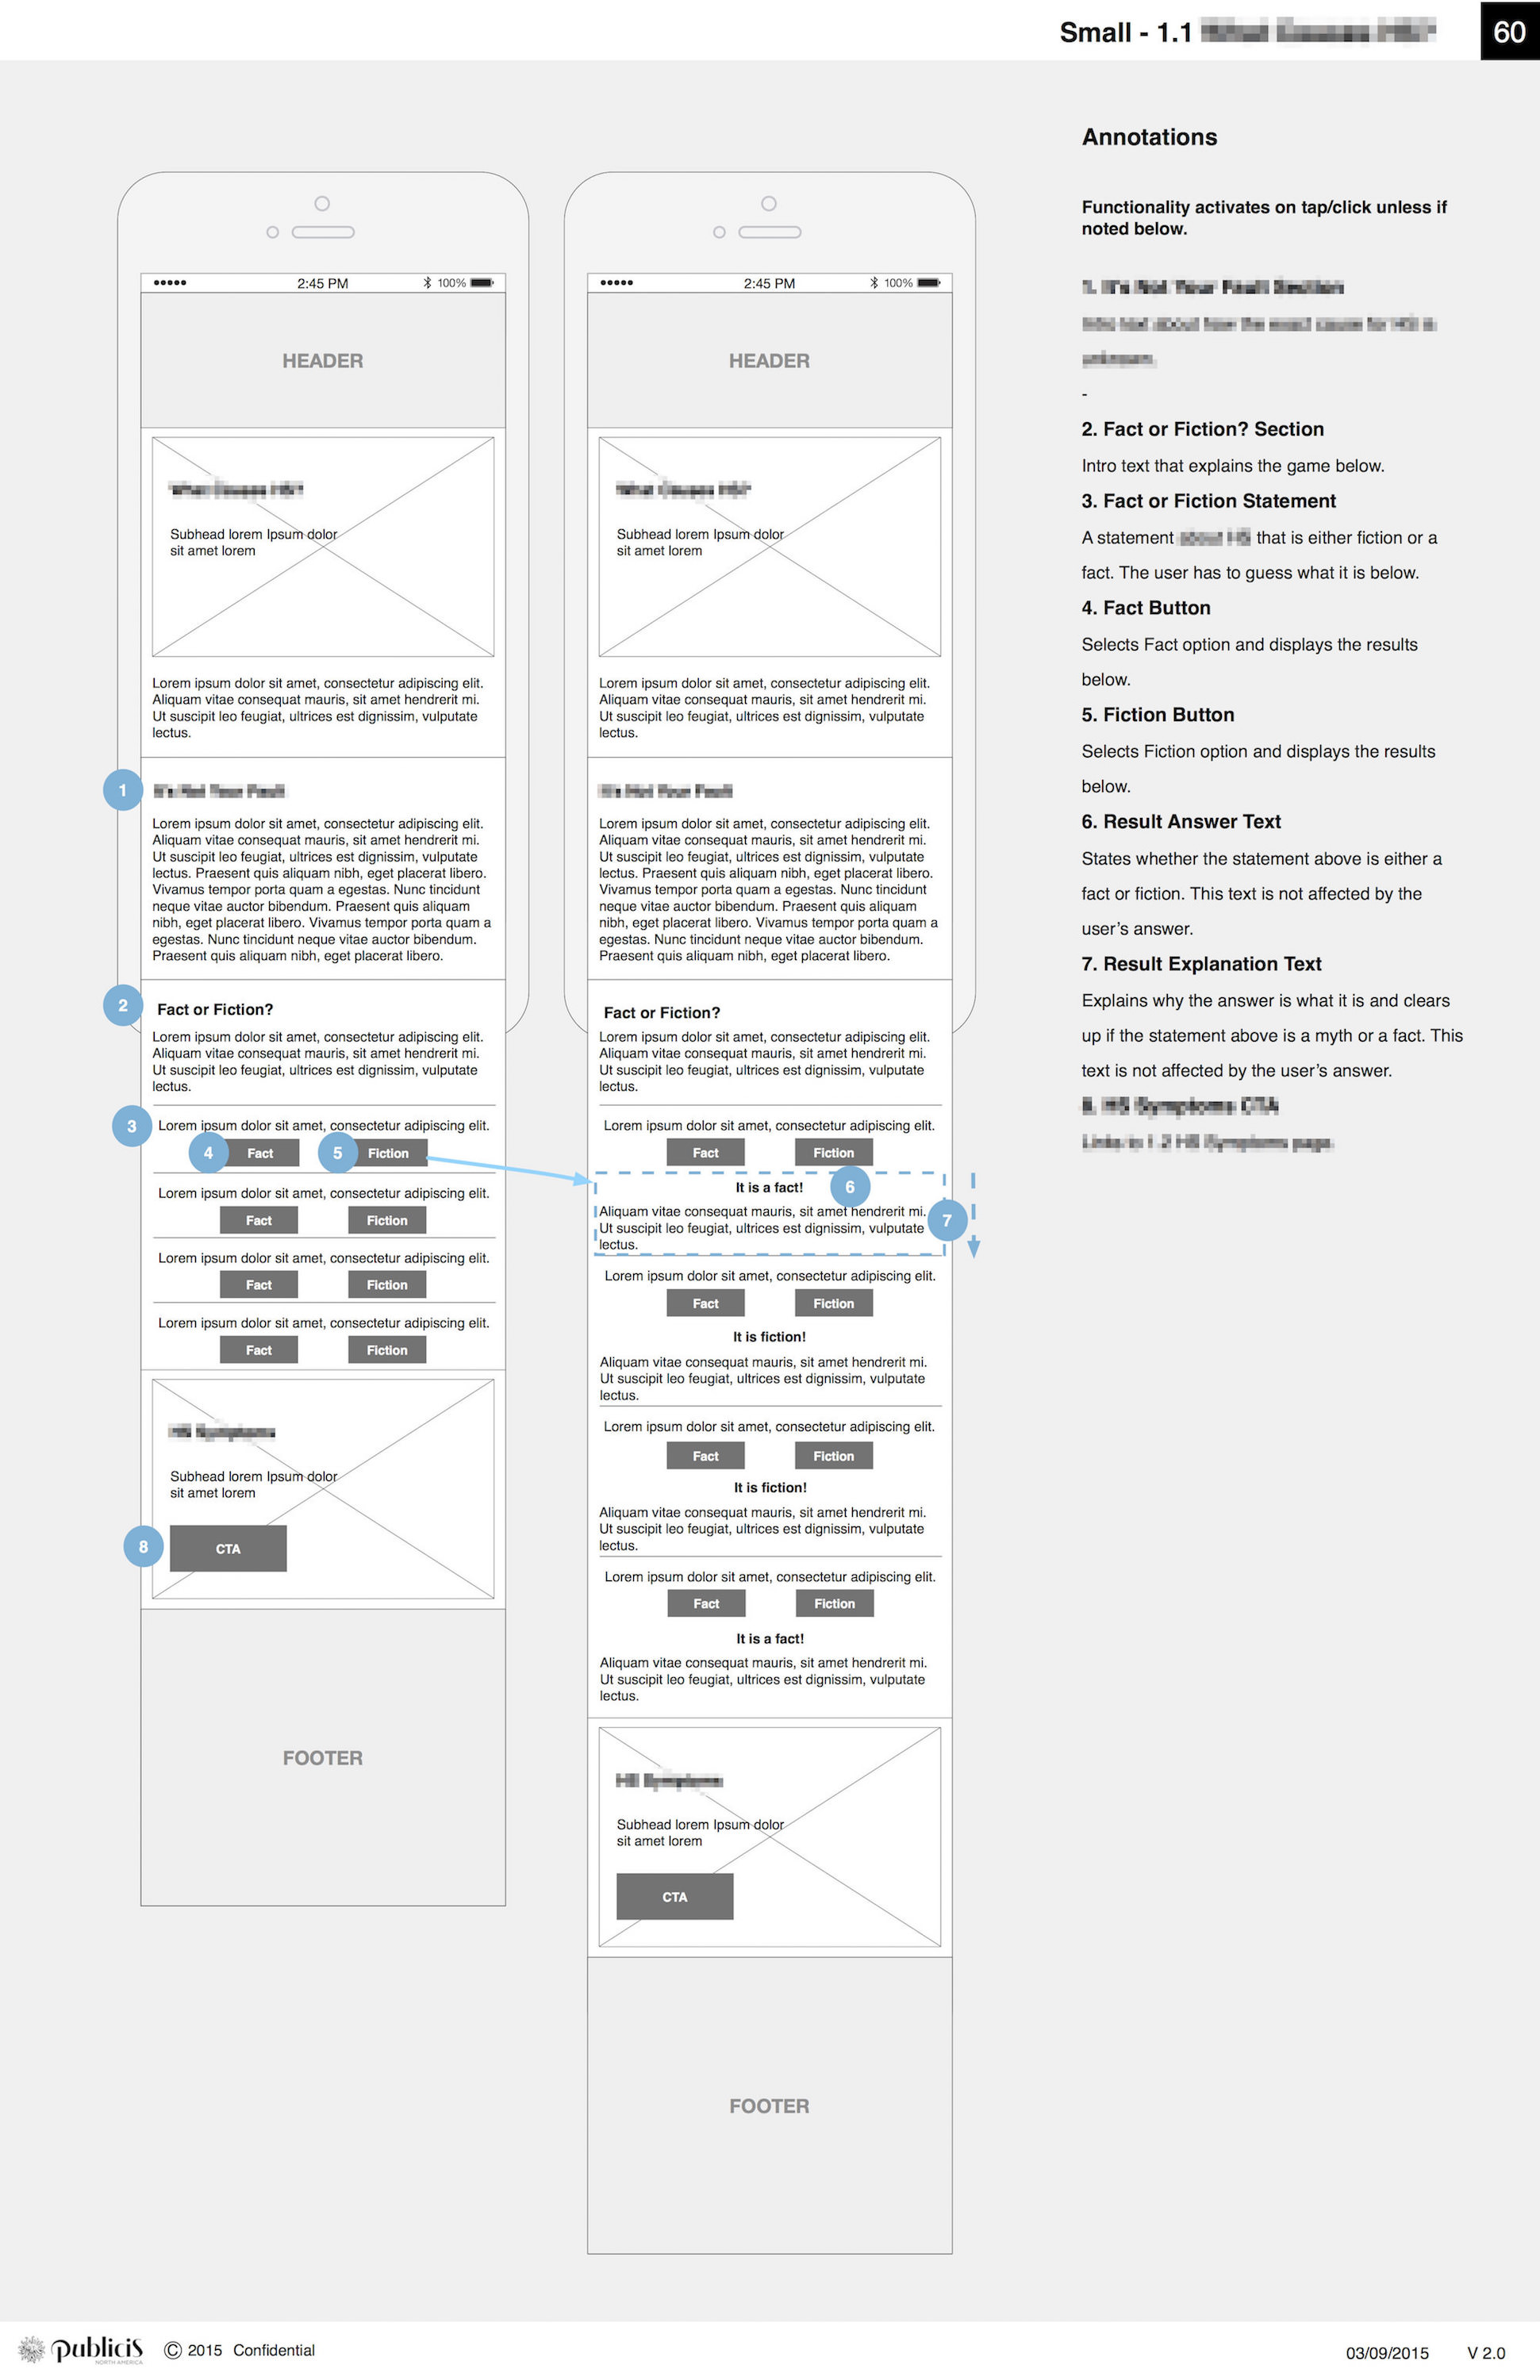 Small - 1.1
60
Annotations
Functionality activates on tap/click unless if
noted below.
-
2. Fact or Fiction? Section
Intro text that explains the game below.
3. Fact or Fiction Statement
A statement that is either fiction or a
fact. The user has to guess what it is below.
4. Fact Button
Selects Fact option and displays the results
below.
5. Fiction Button
Selects Fiction option and displays the results
below.
6. Result Answer Text
States whether the statement above is either a
fact or fiction. This text is not affected by the
user's answer.
7. Result Explanation Text
Explains why the answer is what it is and clears
up if the statement above is a myth or a fact. This
text is not affected by the user's answer.
2:45 PM 100%
HEADER
Subhead lorem Ipsum dolor
sit amet lorem
Lorem ipsum dolor sit amet, consectetur adipiscing elit.
Aliquam vitae consequat mauris, sit amet hendrerit mi.
Ut suscipit leo feugiat, ultrices est dignissim, vulputate
lectus.
1
Lorem ipsum dolor sit amet, consectetur adipiscing elit.
Aliquam vitae consequat mauris, sit amet hendrerit mi.
Ut suscipit leo feugiat, ultrices est dignissim, vulputate
lectus. Praesent quis aliquam nibh, eget placerat libero.
Vivamus tempor porta quam a egestas. Nunc tincidunt
neque vitae auctor bibendum. Praesent quis aliquam
nibh, eget placerat libero. Vivamus tempor porta quam a
egestas. Nunc tincidunt neque vitae auctor bibendum.
Praesent quis aliquam nibh, eget placerat libero.
2 Fact or Fiction?
Lorem ipsum dolor sit amet, consectetur adipiscing elit.
Aliquam vitae consequat mauris, sit amet hendrerit mi.
Ut suscipit leo feugiat, ultrices est dignissim, vulputate
lectus.
3 Lorem ipsum dolor sit amet, consectetur adipiscing elit.
4 Fact 5 Fiction
Lorem ipsum dolor sit amet, consectetur adipiscing elit.
Fact Fiction
Lorem ipsum dolor sit amet, consectetur adipiscing elit.
Fact Fiction
Lorem ipsum dolor sit amet, consectetur adipiscing elit.
Fact Fiction
Subhead lorem Ipsum dolor
sit amet lorem
8 CTA
FOOTER
2:45 PM 100%
HEADER
Subhead lorem Ipsum dolor
sit amet lorem
Lorem ipsum dolor sit amet, consectetur adipiscing elit.
Aliquam vitae consequat mauris, sit amet hendrerit mi.
Ut suscipit leo feugiat, ultrices est dignissim, vulputate
lectus.
Lorem ipsum dolor sit amet, consectetur adipiscing elit.
Aliquam vitae consequat mauris, sit amet hendrerit mi.
Ut suscipit leo feugiat, ultrices est dignissim, vulputate
lectus. Praesent quis aliquam nibh, eget placerat libero.
Vivamus tempor porta quam a egestas. Nunc tincidunt
neque vitae auctor bibendum. Praesent quis aliquam
nibh, eget placerat libero. Vivamus tempor porta quam a
egestas. Nunc tincidunt neque vitae auctor bibendum.
Praesent quis aliquam nibh, eget placerat libero.
Fact or Fiction?
Lorem ipsum dolor sit amet, consectetur adipiscing elit.
Aliquam vitae consequat mauris, sit amet hendrerit mi.
Ut suscipit leo feugiat, ultrices est dignissim, vulputate
lectus.
Lorem ipsum dolor sit amet, consectetur adipiscing elit.
Fact Fiction
It is a fact! 6
Aliquam vitae consequat mauris, sit amet hendrerit mi.
Ut suscipit leo feugiat, ultrices est dignissim, vulputate
lectus.
7
Lorem ipsum dolor sit amet, consectetur adipiscing elit.
Fact Fiction
It is fiction!
Aliquam vitae consequat mauris, sit amet hendrerit mi.
Ut suscipit leo feugiat, ultrices est dignissim, vulputate
lectus.
Lorem ipsum dolor sit amet, consectetur adipiscing elit.
Fact Fiction
It is fiction!
Aliquam vitae consequat mauris, sit amet hendrerit mi.
Ut suscipit leo feugiat, ultrices est dignissim, vulputate
lectus.
Lorem ipsum dolor sit amet, consectetur adipiscing elit.
Fact Fiction
It is a fact!
Aliquam vitae consequat mauris, sit amet hendrerit mi.
Ut suscipit leo feugiat, ultrices est dignissim, vulputate
lectus.
Subhead lorem Ipsum dolor
sit amet lorem
CTA
FOOTER
publicis
NORTH AMERICA
© 2015 Confidential
03/09/2015 V 2.0